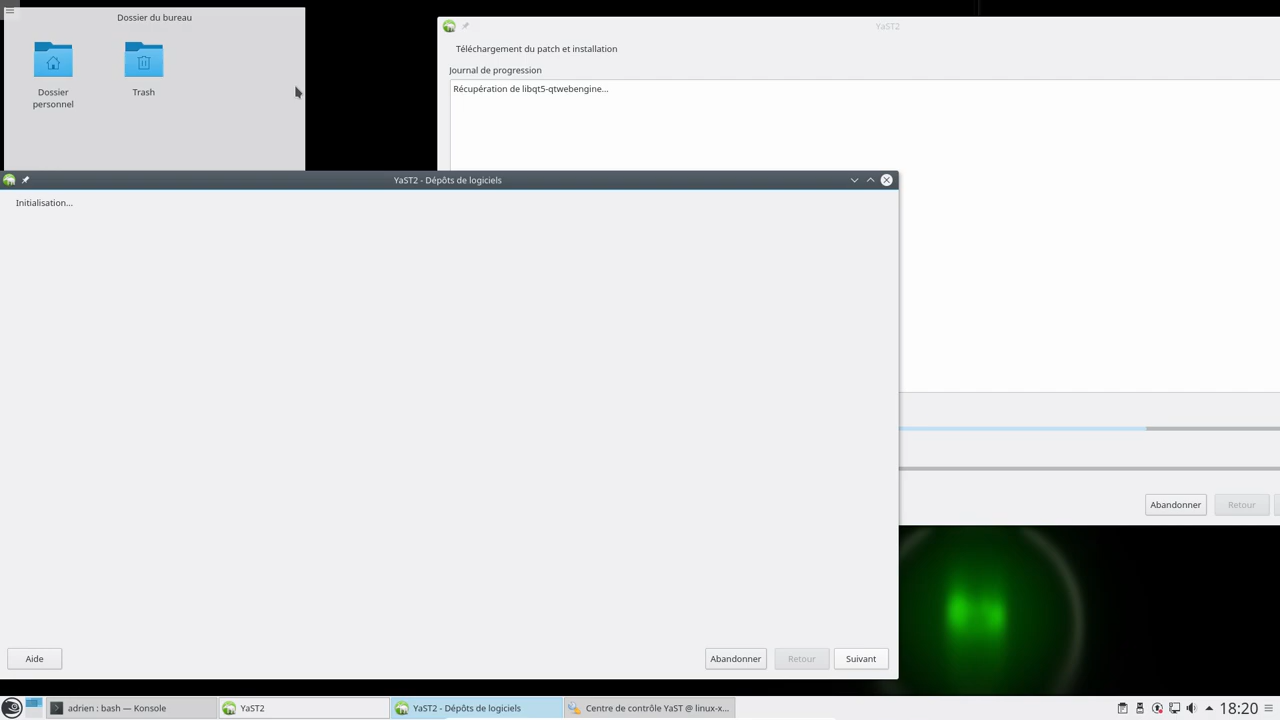 Dossier du bureau
Dossier
personnel
Trash
YaST2
Téléchargement du patch et installation
Journal de progression
Récupération de libqt5-qtwebengine...
Abandonner
Retour
YaST2 - Dépôts de logiciels
Initialisation...
Aide
Abandonner
Retour
Suivant
adrien : bash — Konsole
YaST2
YaST2 - Dépôts de logiciels
Centre de contrôle YaST @ linux-x...
18:20